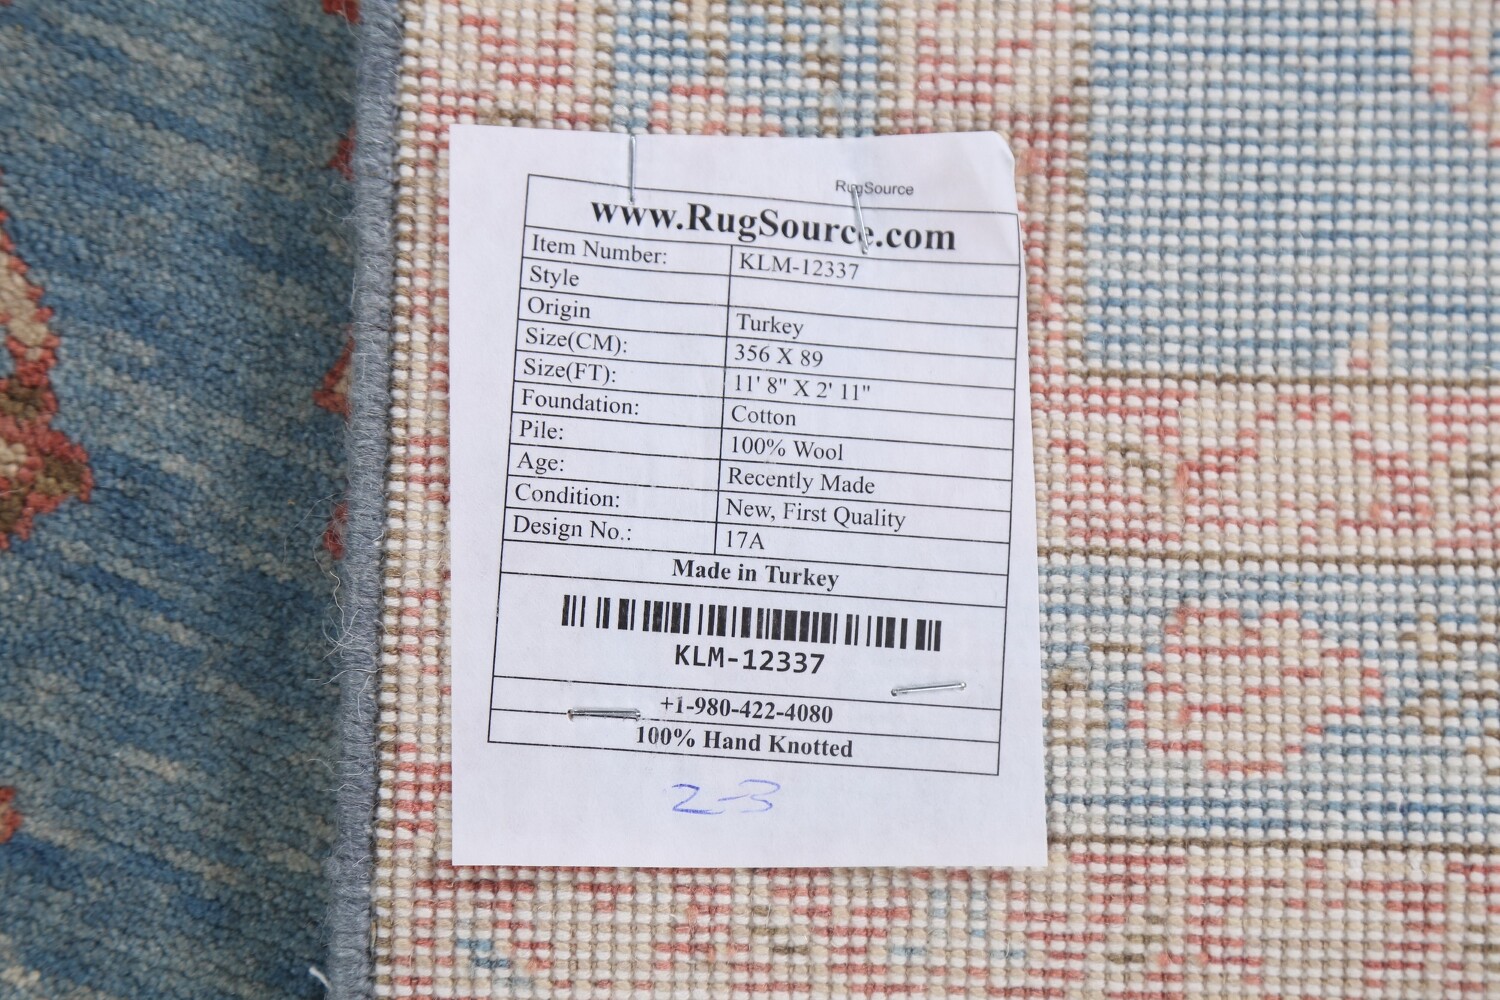 RugSource
www.RugSource.com
Item Number: KLM-12337
Style
Origin Turkey
Size(CM): 356 X 89
Size(FT): 11' 8" X 2' 11"
Foundation: Cotton
Pile: 100% Wool
Age: Recently Made
Condition: New, First Quality
Design No.: 17A
Made in Turkey
KLM-12337
+1-980-422-4080
100% Hand Knotted
2-3